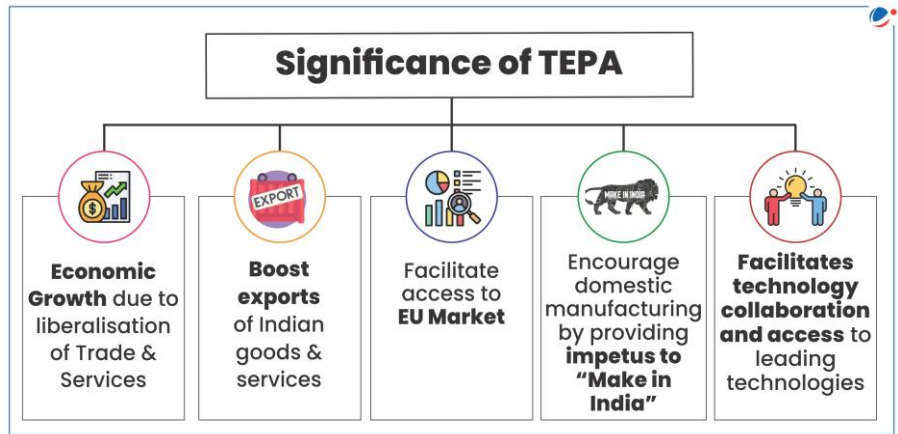 Significance of TEPA
EXPORT
MAKE IN INDIA
Economic
Growth due to
liberalisation
of Trade &
Services
Boost
exports
of Indian
goods &
services
Facilitate
access to
EU Market
Encourage
domestic
manufacturing
by providing
impetus to
“Make in
India”
Facilitates
technology
collaboration
and access to
leading
technologies